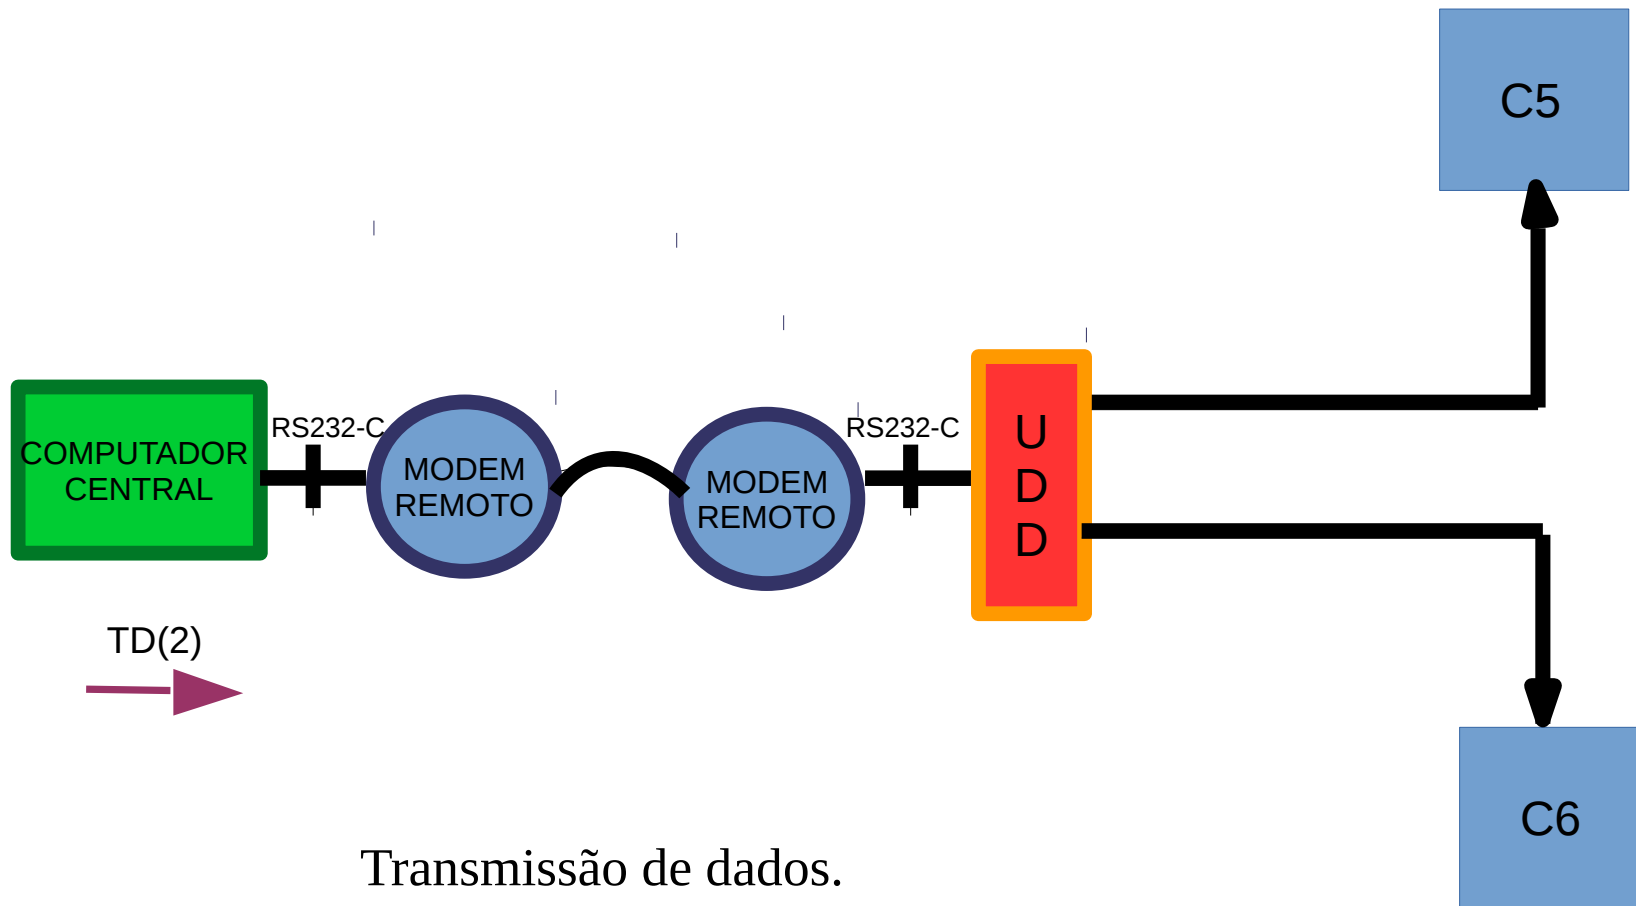 C5
RS232-C
RS232-C
COMPUTADOR
CENTRAL
MODEM
REMOTO
MODEM
REMOTO
U
D
D
TD(2)
C6
Transmissão de dados.